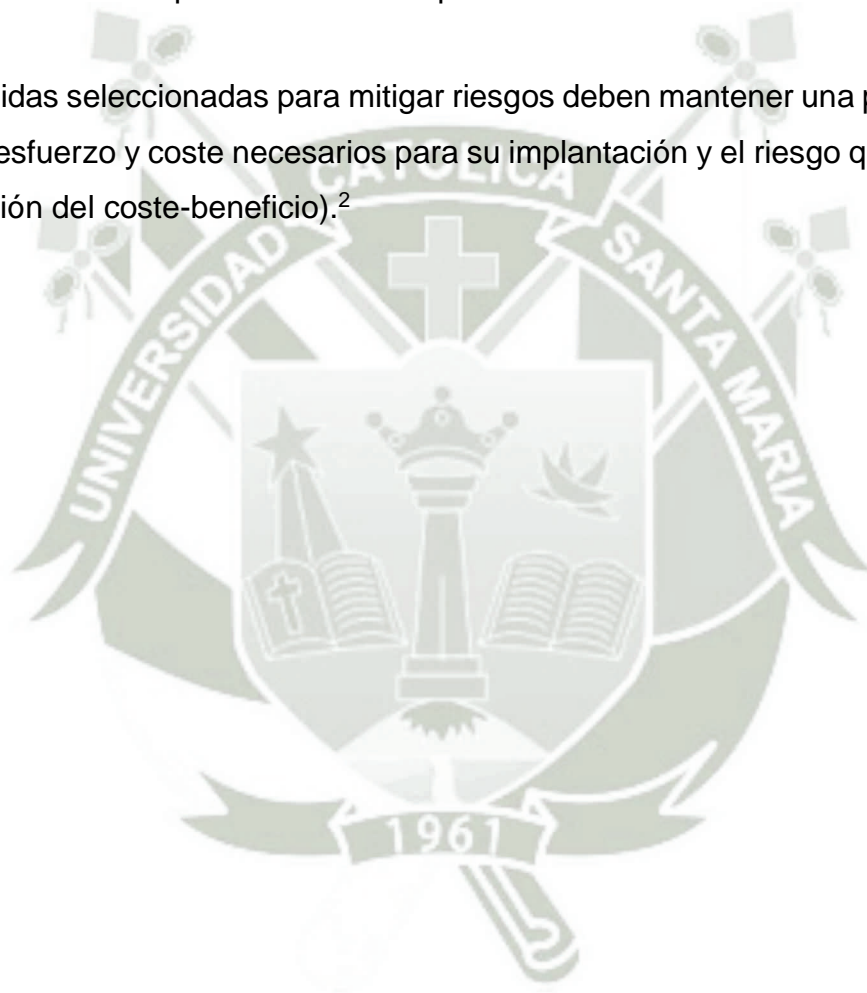 idas seleccionadas para mitigar riesgos deben mantener una p
esfuerzo y coste necesarios para su implantación y el riesgo q
ión del coste-beneficio).²
UNIVERSIDAD CATOLICA SANTA MARIA
1961